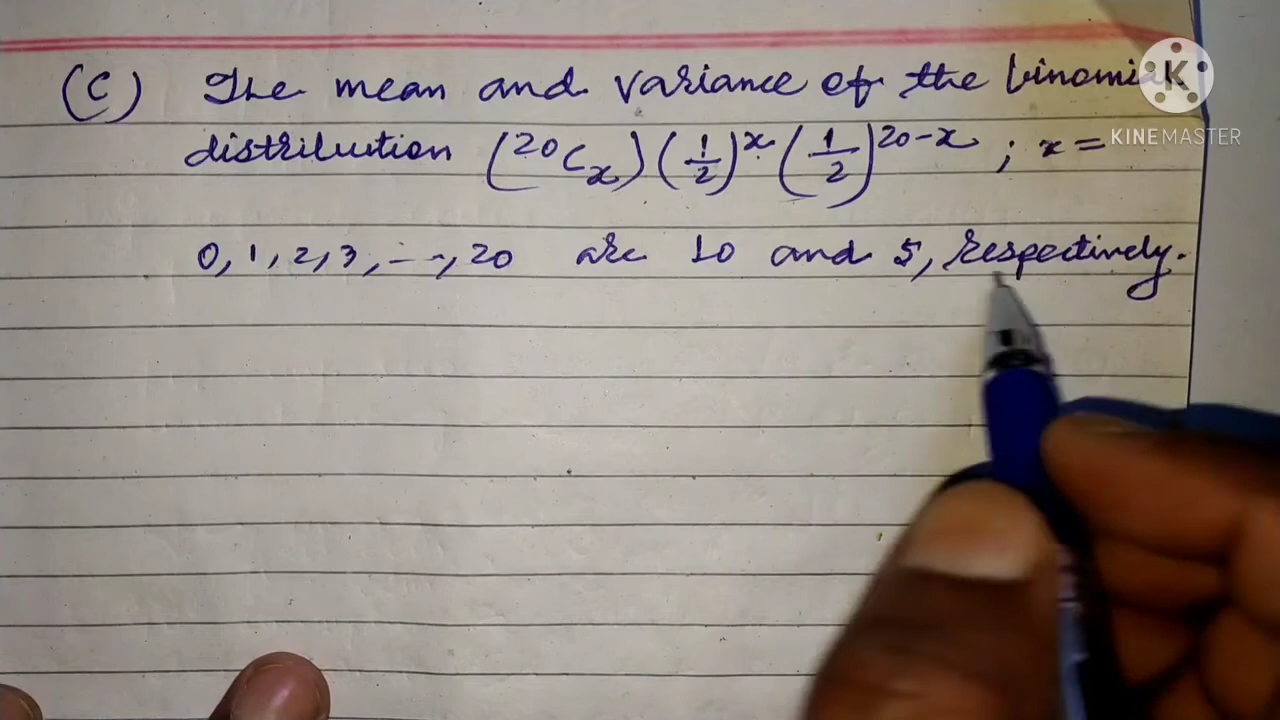 (C) The mean and variance of the binomial
distribution (²⁰Cₓ)(1/2)ˣ(1/2)²⁰⁻ˣ ; x =
0, 1, 2, 3, ----, 20 are 10 and 5, respectively.
K
KINEMASTER